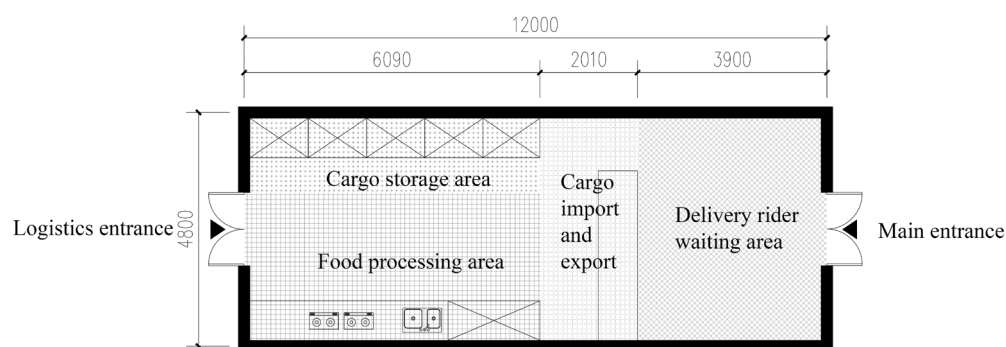 12000
6090
2010
3900
4800
Logistics entrance
Cargo storage area
Food processing area
Cargo
import
and
export
Delivery rider
waiting area
Main entrance